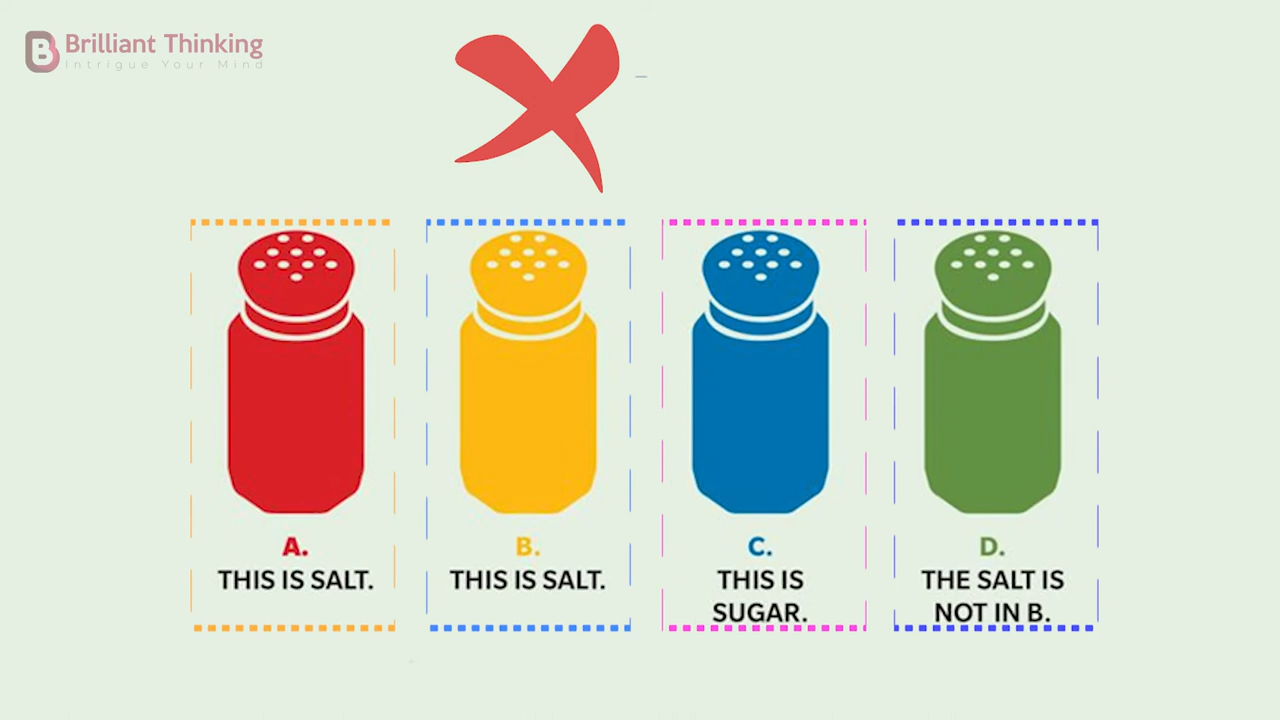 Brilliant Thinking
Intrigue Your Mind
A.
THIS IS SALT.
B.
THIS IS SALT.
C.
THIS IS
SUGAR.
D.
THE SALT IS
NOT IN B.